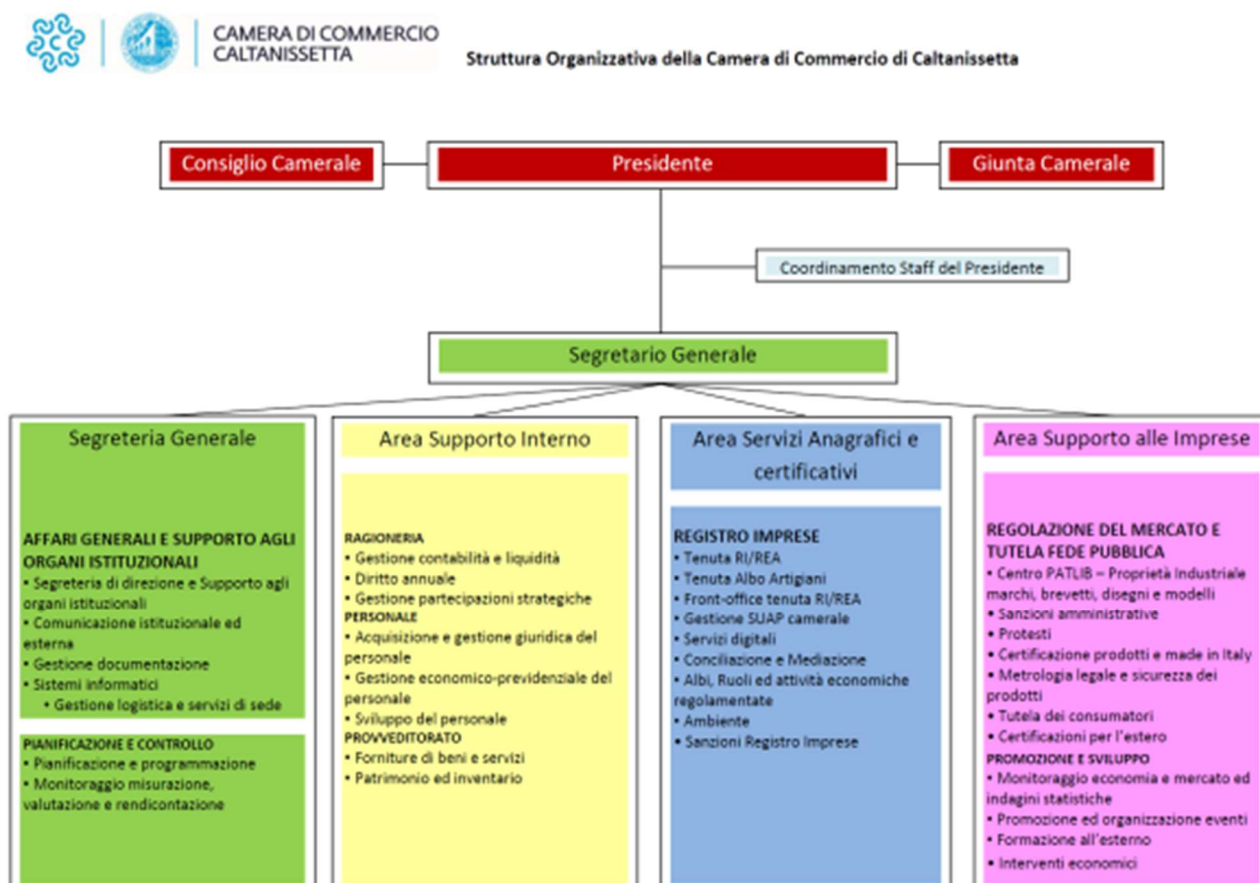 CAMERA DI COMMERCIO
CALTANISSETTA
Struttura Organizzativa della Camera di Commercio di Caltanissetta
Consiglio Camerale
Presidente
Giunta Camerale
Coordinamento Staff del Presidente
Segretario Generale
Segreteria Generale
AFFARI GENERALI E SUPPORTO AGLI
ORGANI ISTITUZIONALI
▪ Segreteria di direzione e Supporto agli
organi istituzionali
▪ Comunicazione istituzionale ed
esterna
▪ Gestione documentazione
▪ Sistemi informatici
▪ Gestione logistica e servizi di sede
PIANIFICAZIONE E CONTROLLO
▪ Pianificazione e programmazione
▪ Monitoraggio misurazione,
valutazione e rendicontazione
Area Supporto Interno
RAGIONERIA
▪ Gestione contabilità e liquidità
▪ Diritto annuale
▪ Gestione partecipazioni strategiche
PERSONALE
▪ Acquisizione e gestione giuridica del
personale
▪ Gestione economico-previdenziale del
personale
▪ Sviluppo del personale
PROVVEDITORATO
▪ Forniture di beni e servizi
▪ Patrimonio ed inventario
Area Servizi Anagrafici e
certificativi
REGISTRO IMPRESE
▪ Tenuta RI/REA
▪ Tenuta Albo Artigiani
▪ Front-office tenuta RI/REA
▪ Gestione SUAP camerale
▪ Servizi digitali
▪ Conciliazione e Mediazione
▪ Albi, Ruoli ed attività economiche
regolamentate
▪ Ambiente
▪ Sanzioni Registro Imprese
Area Supporto alle Imprese
REGOLAZIONE DEL MERCATO E
TUTELA FEDE PUBBLICA
▪ Centro PATLIB – Proprietà Industriale
marchi, brevetti, disegni e modelli
▪ Sanzioni amministrative
▪ Protesti
▪ Certificazione prodotti e made in Italy
▪ Metrologia legale e sicurezza dei
prodotti
▪ Tutela dei consumatori
▪ Certificazioni per l'estero
PROMOZIONE E SVILUPPO
▪ Monitoraggio economia e mercato ed
indagini statistiche
▪ Promozione ed organizzazione eventi
▪ Formazione all'esterno
▪ Interventi economici